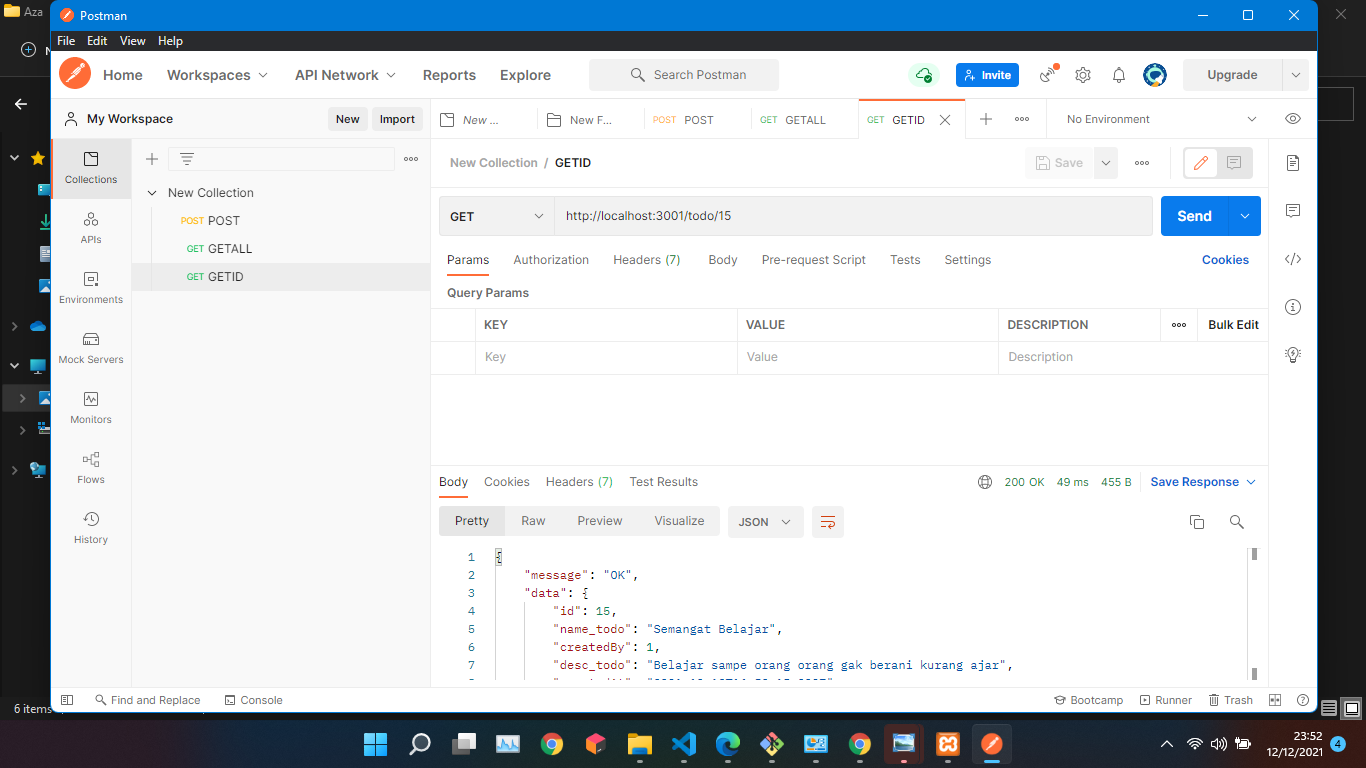 Aza
Postman
File Edit View Help
Home Workspaces API Network Reports Explore Search Postman Invite Upgrade
My Workspace New Import
New ... New F... POST POST GET GETALL GET GETID No Environment
Collections
APIs
Environments
Mock Servers
Monitors
Flows
History
New Collection
POST POST
GET GETALL
GET GETID
New Collection / GETID Save
GET http://localhost:3001/todo/15 Send
Params Authorization Headers (7) Body Pre-request Script Tests Settings Cookies
Query Params
KEY VALUE DESCRIPTION Bulk Edit
Key Value Description
Body Cookies Headers (7) Test Results 200 OK 49 ms 455 B Save Response
Pretty Raw Preview Visualize JSON
1 {
2 "message": "OK",
3 "data": {
4 "id": 15,
5 "name_todo": "Semangat Belajar",
6 "createdBy": 1,
7 "desc_todo": "Belajar sampe orang orang gak berani kurang ajar",
Find and Replace Console Bootcamp Runner Trash
6 items
23:52
12/12/2021 4